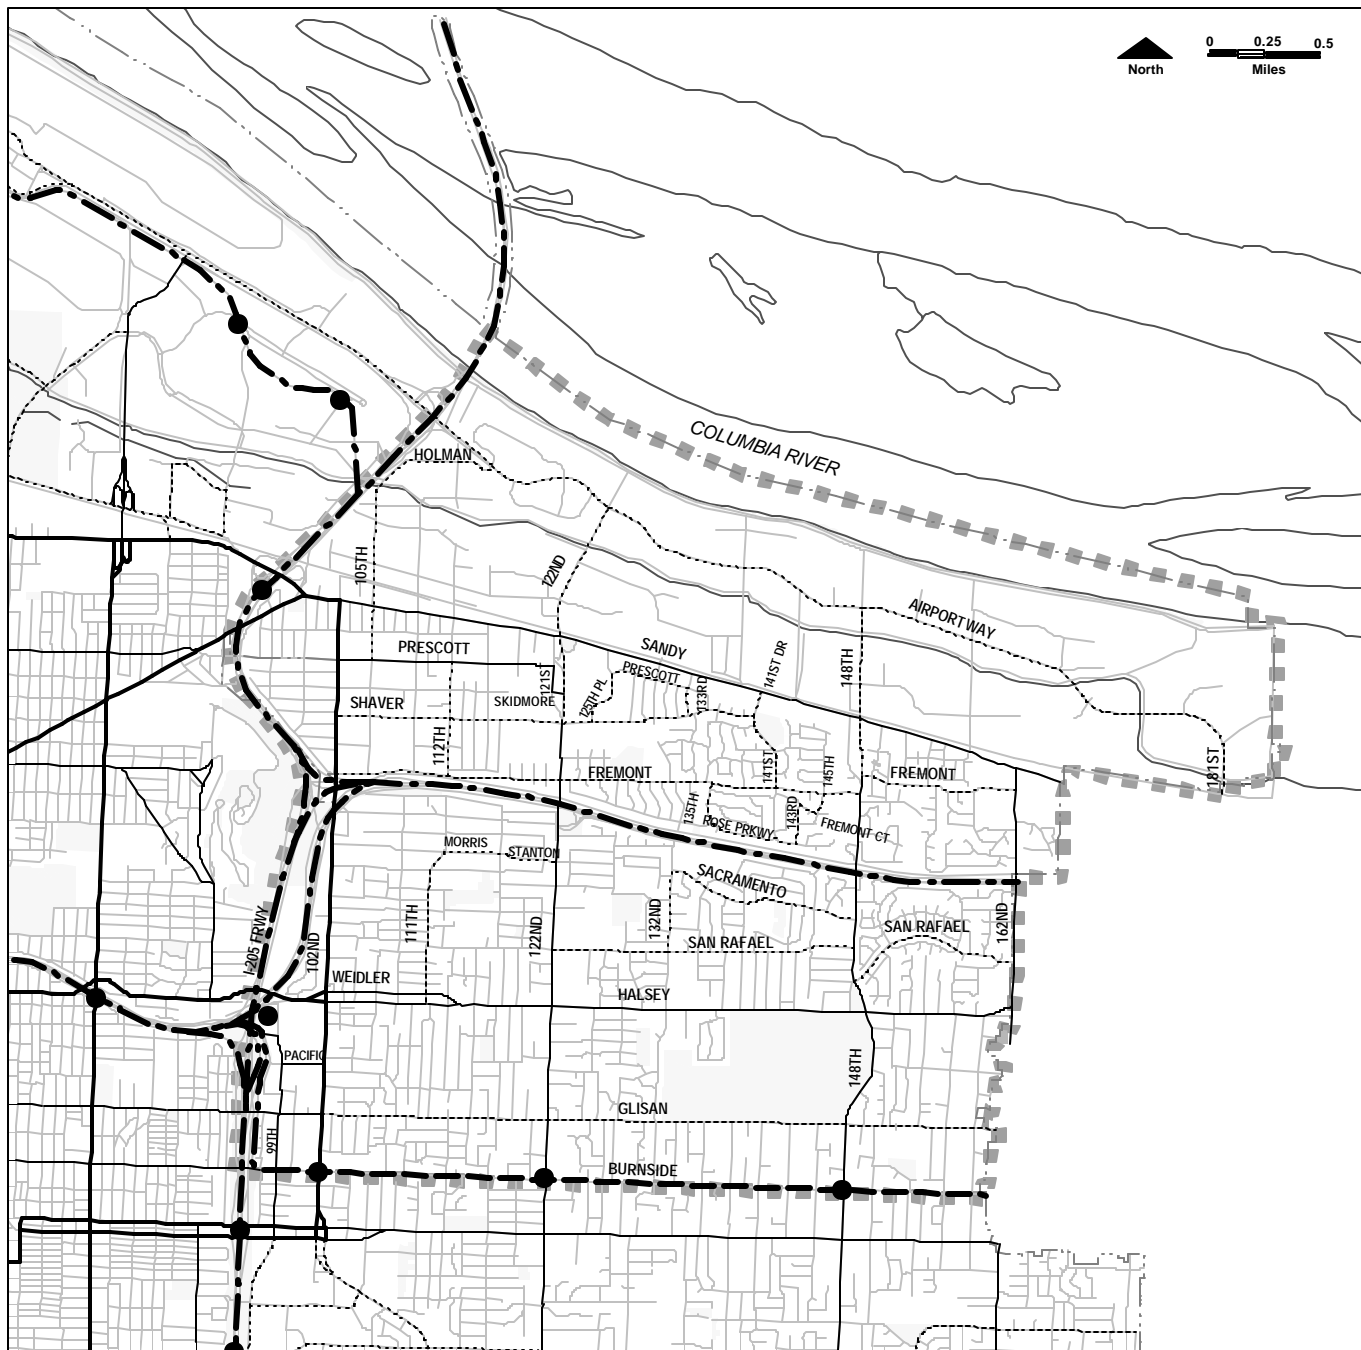 0 0.25 0.5
North Miles
COLUMBIA RIVER
HOLMAN
105TH
122ND
AIRPORT WAY
PRESCOTT
SANDY
141ST DR
148TH
121ST
PRESCOTT
133RD
125TH PL
SHAVER
SKIDMORE
112TH
FREMONT
141ST
145TH
FREMONT
181ST
135TH
143RD
ROSE PRKWY
FREMONT CT
MORRIS
STANTON
SACRAMENTO
111TH
132ND
162ND
I-205 FRWY
102ND
122ND
SAN RAFAEL
SAN RAFAEL
WEIDLER
HALSEY
PACIFIC
148TH
GLISAN
99TH
BURNSIDE